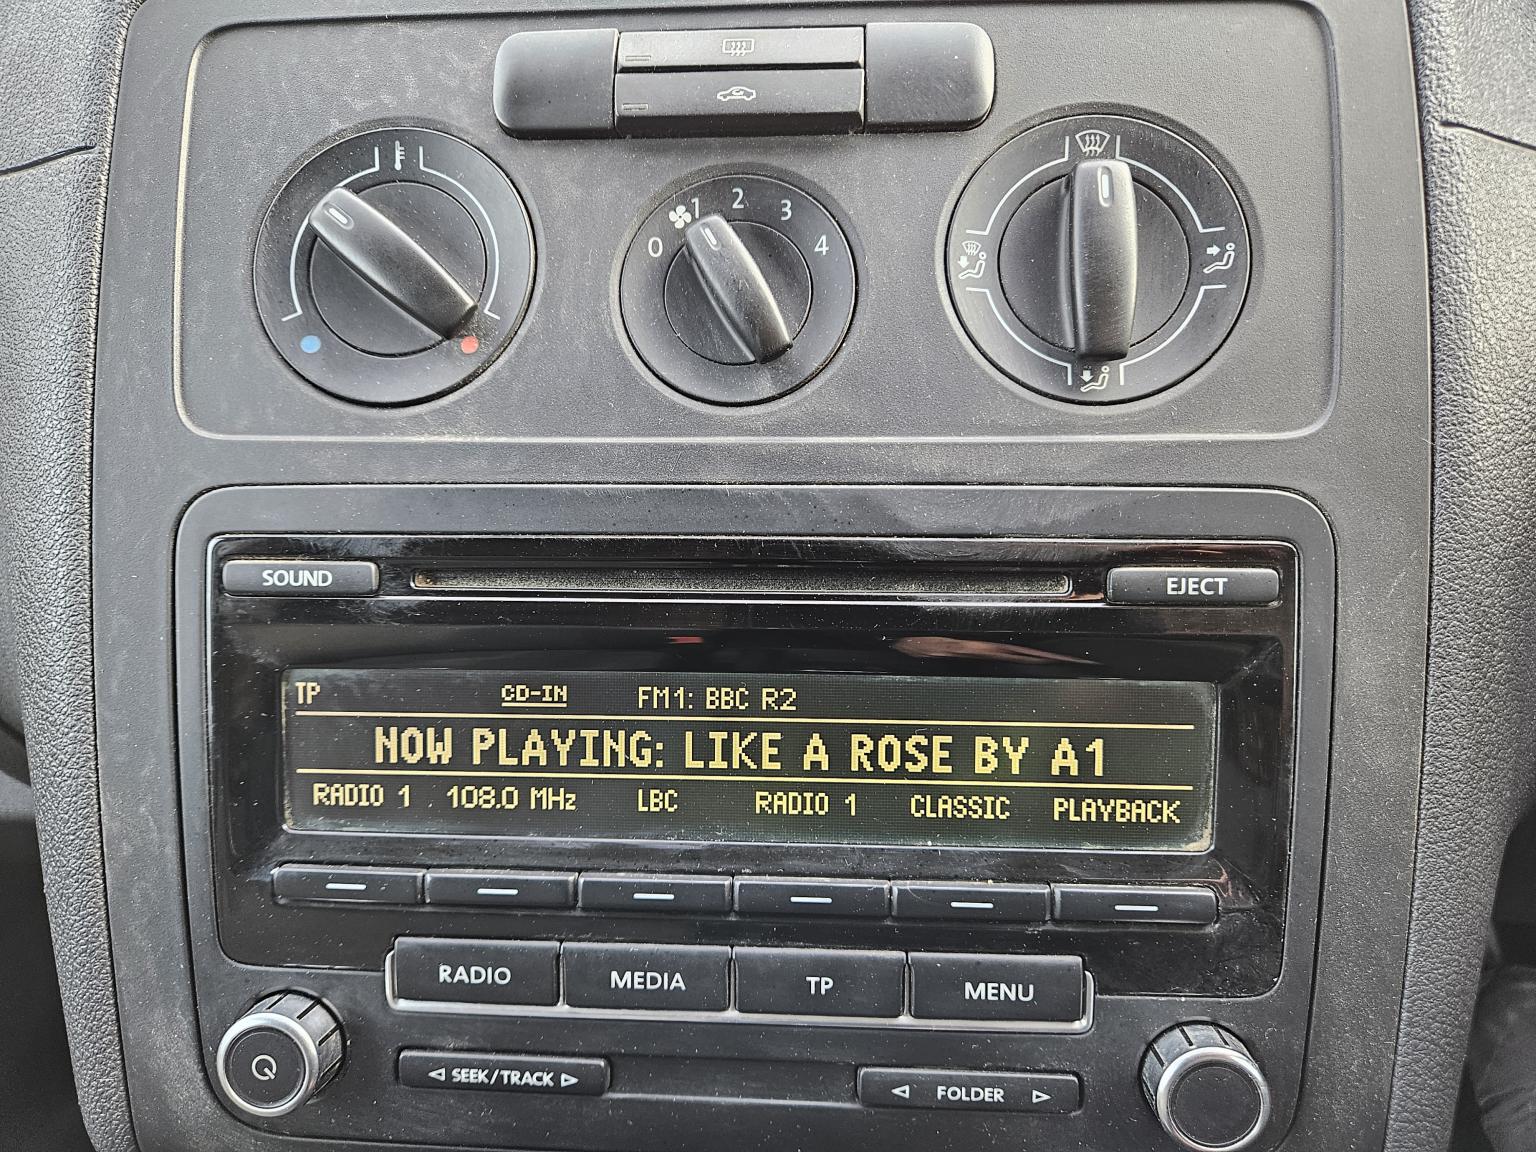 0 1 2 3 4
SOUND
EJECT
TP CD-IN FM1: BBC R2
NOW PLAYING: LIKE A ROSE BY A1
RADIO 1 108.0 MHz LBC RADIO 1 CLASSIC PLAYBACK
RADIO MEDIA TP MENU
SEEK/TRACK FOLDER